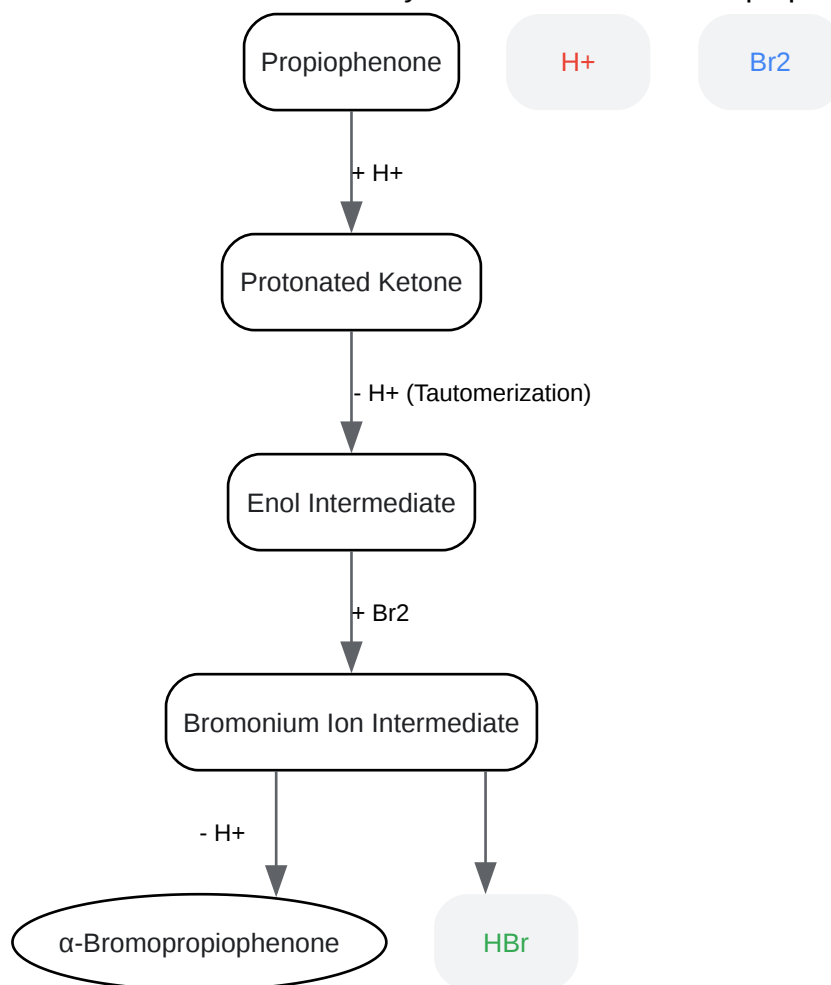 Propiophenone
H+
Br2
+ H+
Protonated Ketone
- H+ (Tautomerization)
Enol Intermediate
+ Br2
Bromonium Ion Intermediate
- H+
α-Bromopropiophenone
HBr